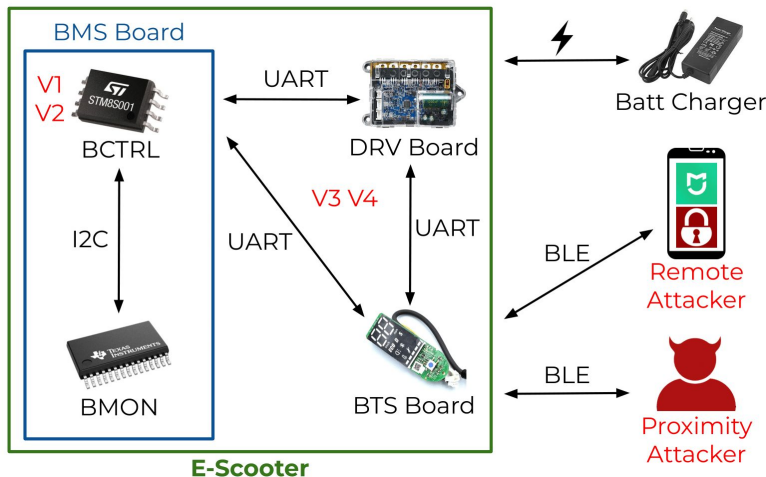 BMS Board
V1
V2
STM8S001
BCTRL
UART
DRV Board
Batt Charger
I2C
UART
V3 V4
UART
BLE
Remote
Attacker
TEXAS
INSTRUMENTS
BMON
BTS Board
BLE
Proximity
Attacker
E-Scooter